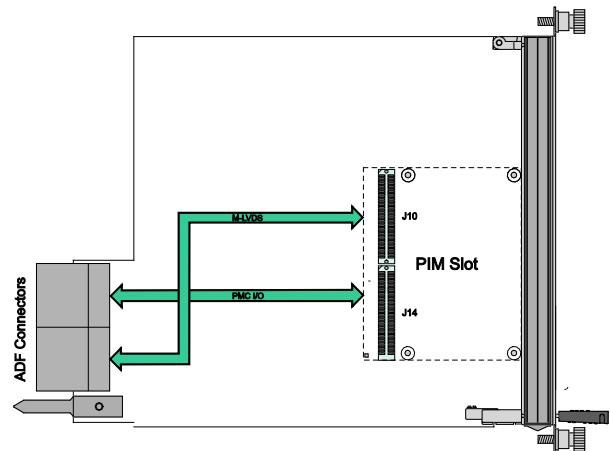 M-LVDS
J10
PIM Slot
PMC I/O
J14
ADF Connectors